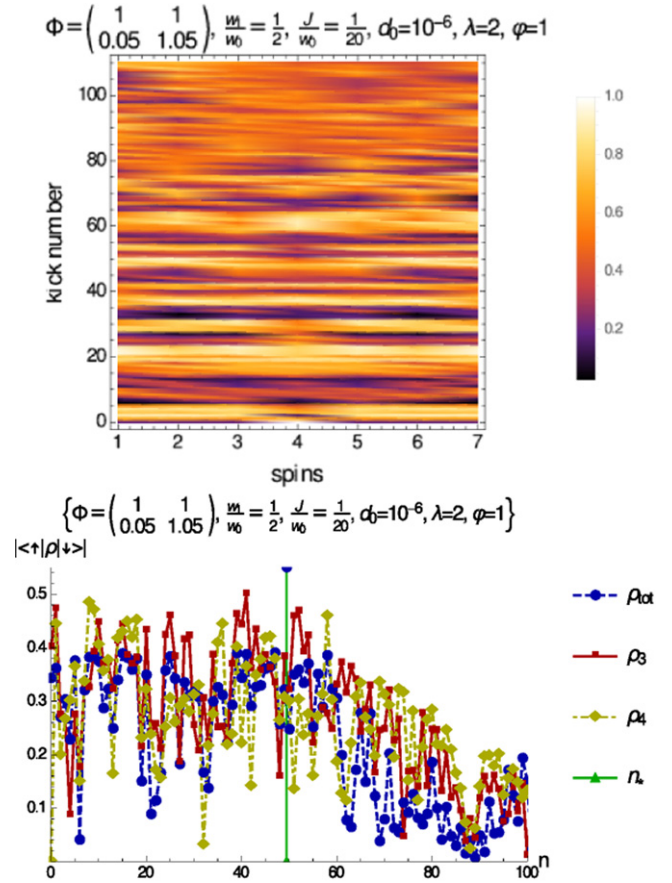 Φ = ( 1 1 0.05 1.05 ), w₁/w₀ = 1/2, J/w₀ = 1/20, d₀=10⁻⁶, λ=2, φ=1
100
80
60
40
20
0
kick number
1 2 3 4 5 6 7
spins
1.0
0.8
0.6
0.4
0.2
{Φ = ( 1 1 0.05 1.05 ), w₁/w₀ = 1/2, J/w₀ = 1/20, d₀=10⁻⁶, λ=2, φ=1}
|<↑|ρ|↓>|
0.5
0.4
0.3
0.2
0.1
0 20 40 60 80 100 n
ρtot
ρ3
ρ4
n*